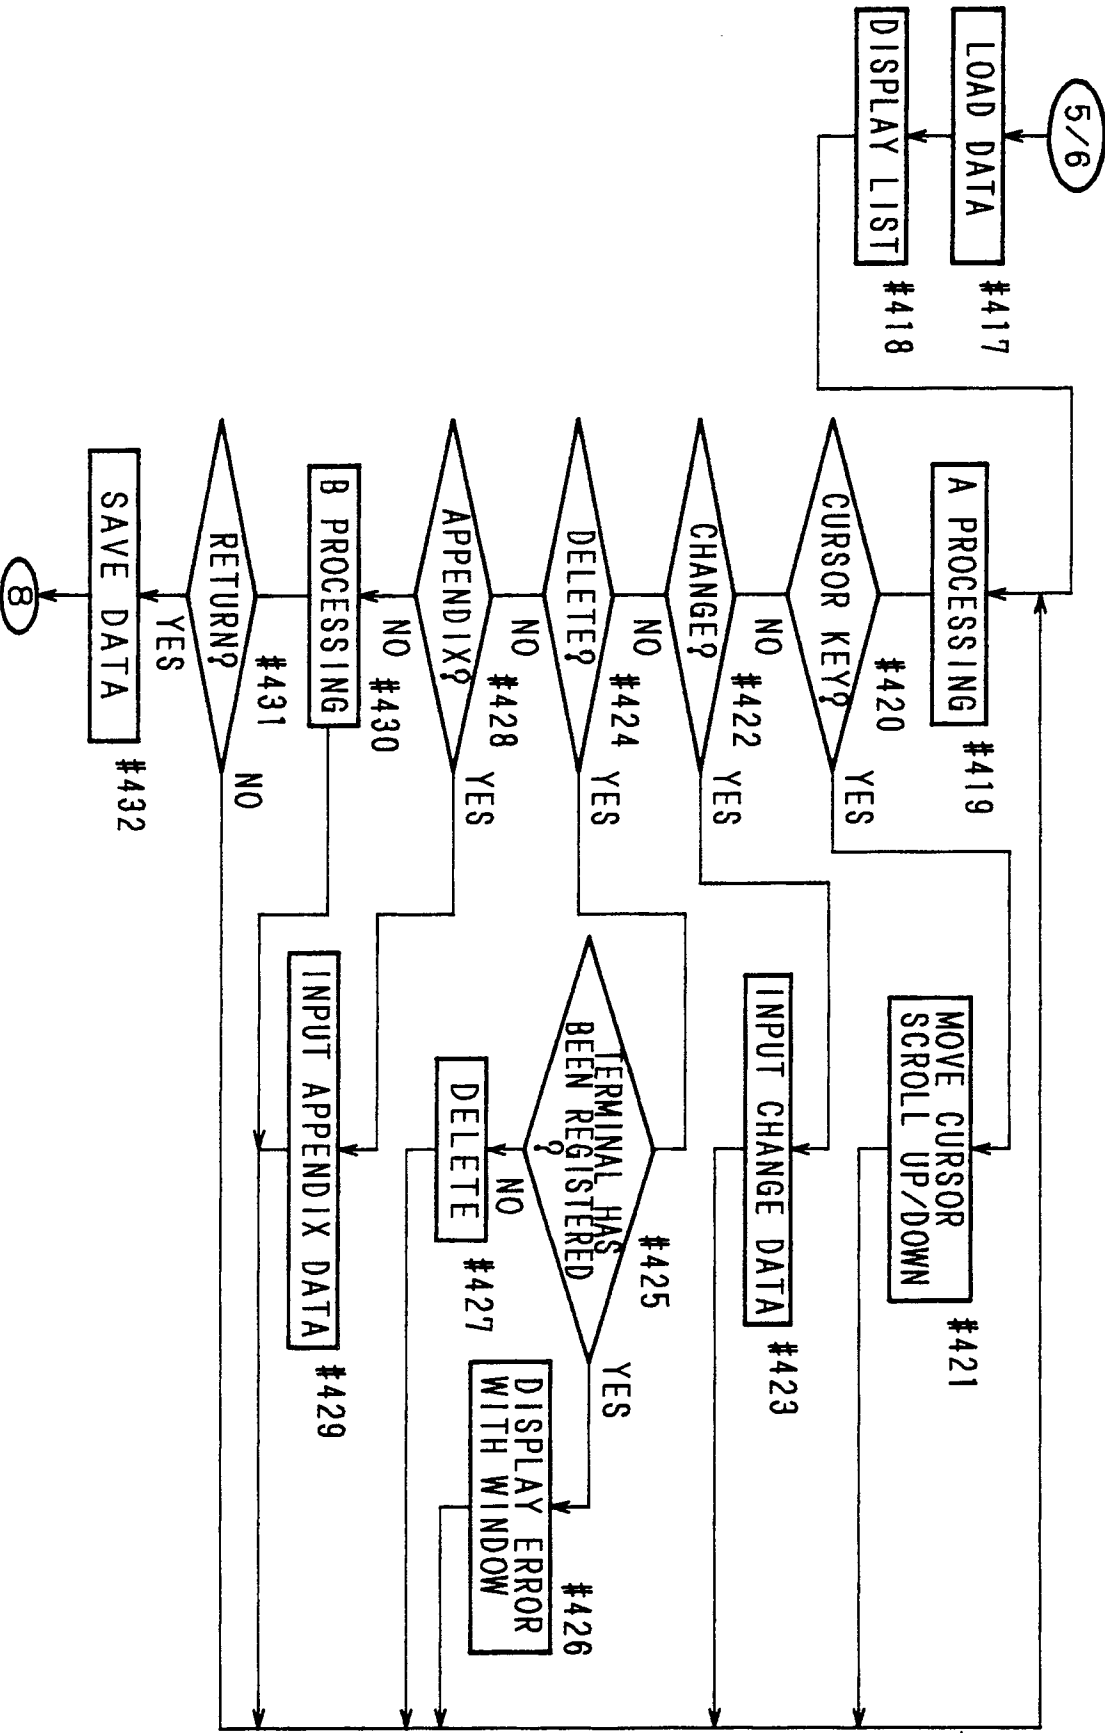 5/6
LOAD DATA
#417
DISPLAY LIST
#418
A PROCESSING
#419
CURSOR KEY?
#420
YES
NO
MOVE CURSOR
SCROLL UP/DOWN
#421
CHANGE?
#422
YES
NO
INPUT CHANGE DATA
#423
DELETE?
#424
YES
NO
TERMINAL HAS
BEEN REGISTERED
?
#425
YES
NO
DISPLAY ERROR
WITH WINDOW
#426
DELETE
#427
APPENDIX?
#428
YES
NO
INPUT APPENDIX DATA
#429
B PROCESSING
#430
RETURN?
#431
NO
YES
SAVE DATA
#432
8